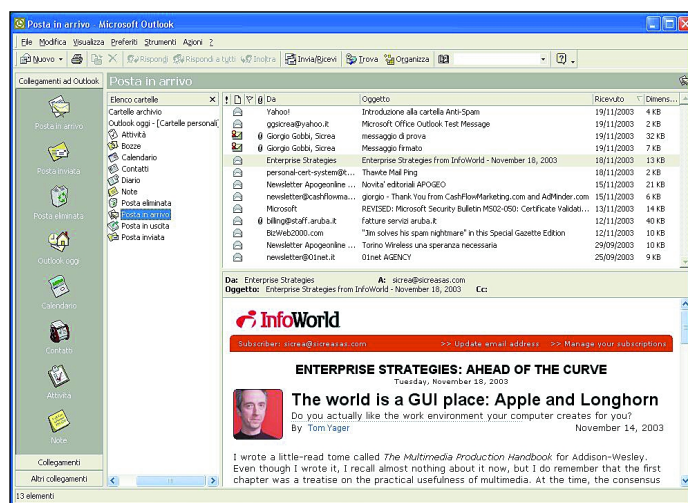 Posta in arrivo - Microsoft Outlook
File Modifica Visualizza Preferiti Strumenti Azioni ?
Nuovo Rispondi Rispondi a tutti Inoltra Invia/Ricevi Trova Organizza
Collegamenti ad Outlook Posta in arrivo
Posta in arrivo
Posta inviata
Posta eliminata
Outlook oggi
Calendario
Contatti
Attività
Note
Collegamenti
Altri collegamenti
Elenco cartelle
Cartelle archivio
Outlook oggi - [Cartelle personali]
Attività
Bozze
Calendario
Contatti
Diario
Note
Posta eliminata
Posta in arrivo
Posta in uscita
Posta inviata
Da Oggetto Ricevuto Dimens...
Yahoo! Introduzione alla cartella Anti-Spam 19/11/2003 4 KB
ggsicrea@yahoo.it Microsoft Office Outlook Test Message 19/11/2003 2 KB
Giorgio Gobbi, Sicrea messaggio di prova 19/11/2003 32 KB
Giorgio Gobbi, Sicrea Messaggio firmato 19/11/2003 7 KB
Enterprise Strategies Enterprise Strategies from InfoWorld - November 18, 2003 18/11/2003 13 KB
personal-cert-system@t... Thawte Mail Ping 18/11/2003 2 KB
Newsletter Apogeonline ... Novita' editoriali APOGEO 15/11/2003 21 KB
newsletter@cashflowma... giorgio - Thank You from CashFlowMarketing.com and AdMinder.com 15/11/2003 6 KB
Microsoft REVISED: Microsoft Security Bulletin MS02-050: Certificate Validati... 13/11/2003 14 KB
billing@staff.aruba.it fatture servizi aruba.it 12/11/2003 40 KB
BizWeb2000.com "Jim solves his spam nightmare" in this Special Gazette Edition 12/11/2003 10 KB
Newsletter Apogeonline ... Torino Wireless una speranza necessaria 29/09/2003 10 KB
newsletter@01net.it 01net AGENCY 25/09/2003 9 KB
Da: Enterprise Strategies A: sicrea@sicreasas.com
Oggetto: Enterprise Strategies from InfoWorld - November 18, 2003 Cc:
InfoWorld
Subscriber: sicrea@sicreasas.com >> Update email address >> Manage your subscriptions
ENTERPRISE STRATEGIES: AHEAD OF THE CURVE
Tuesday, November 18, 2003
The world is a GUI place: Apple and Longhorn
Do you actually like the work environment your computer creates for you?
By Tom Yager November 14, 2003
I wrote a little-read tome called The Multimedia Production Handbook for Addison-Wesley.
Even though I wrote it, I recall almost nothing about it now, but I do remember that the first
chapter was a treatise on the practical usefulness of multimedia. At the time, the consensus
13 elementi